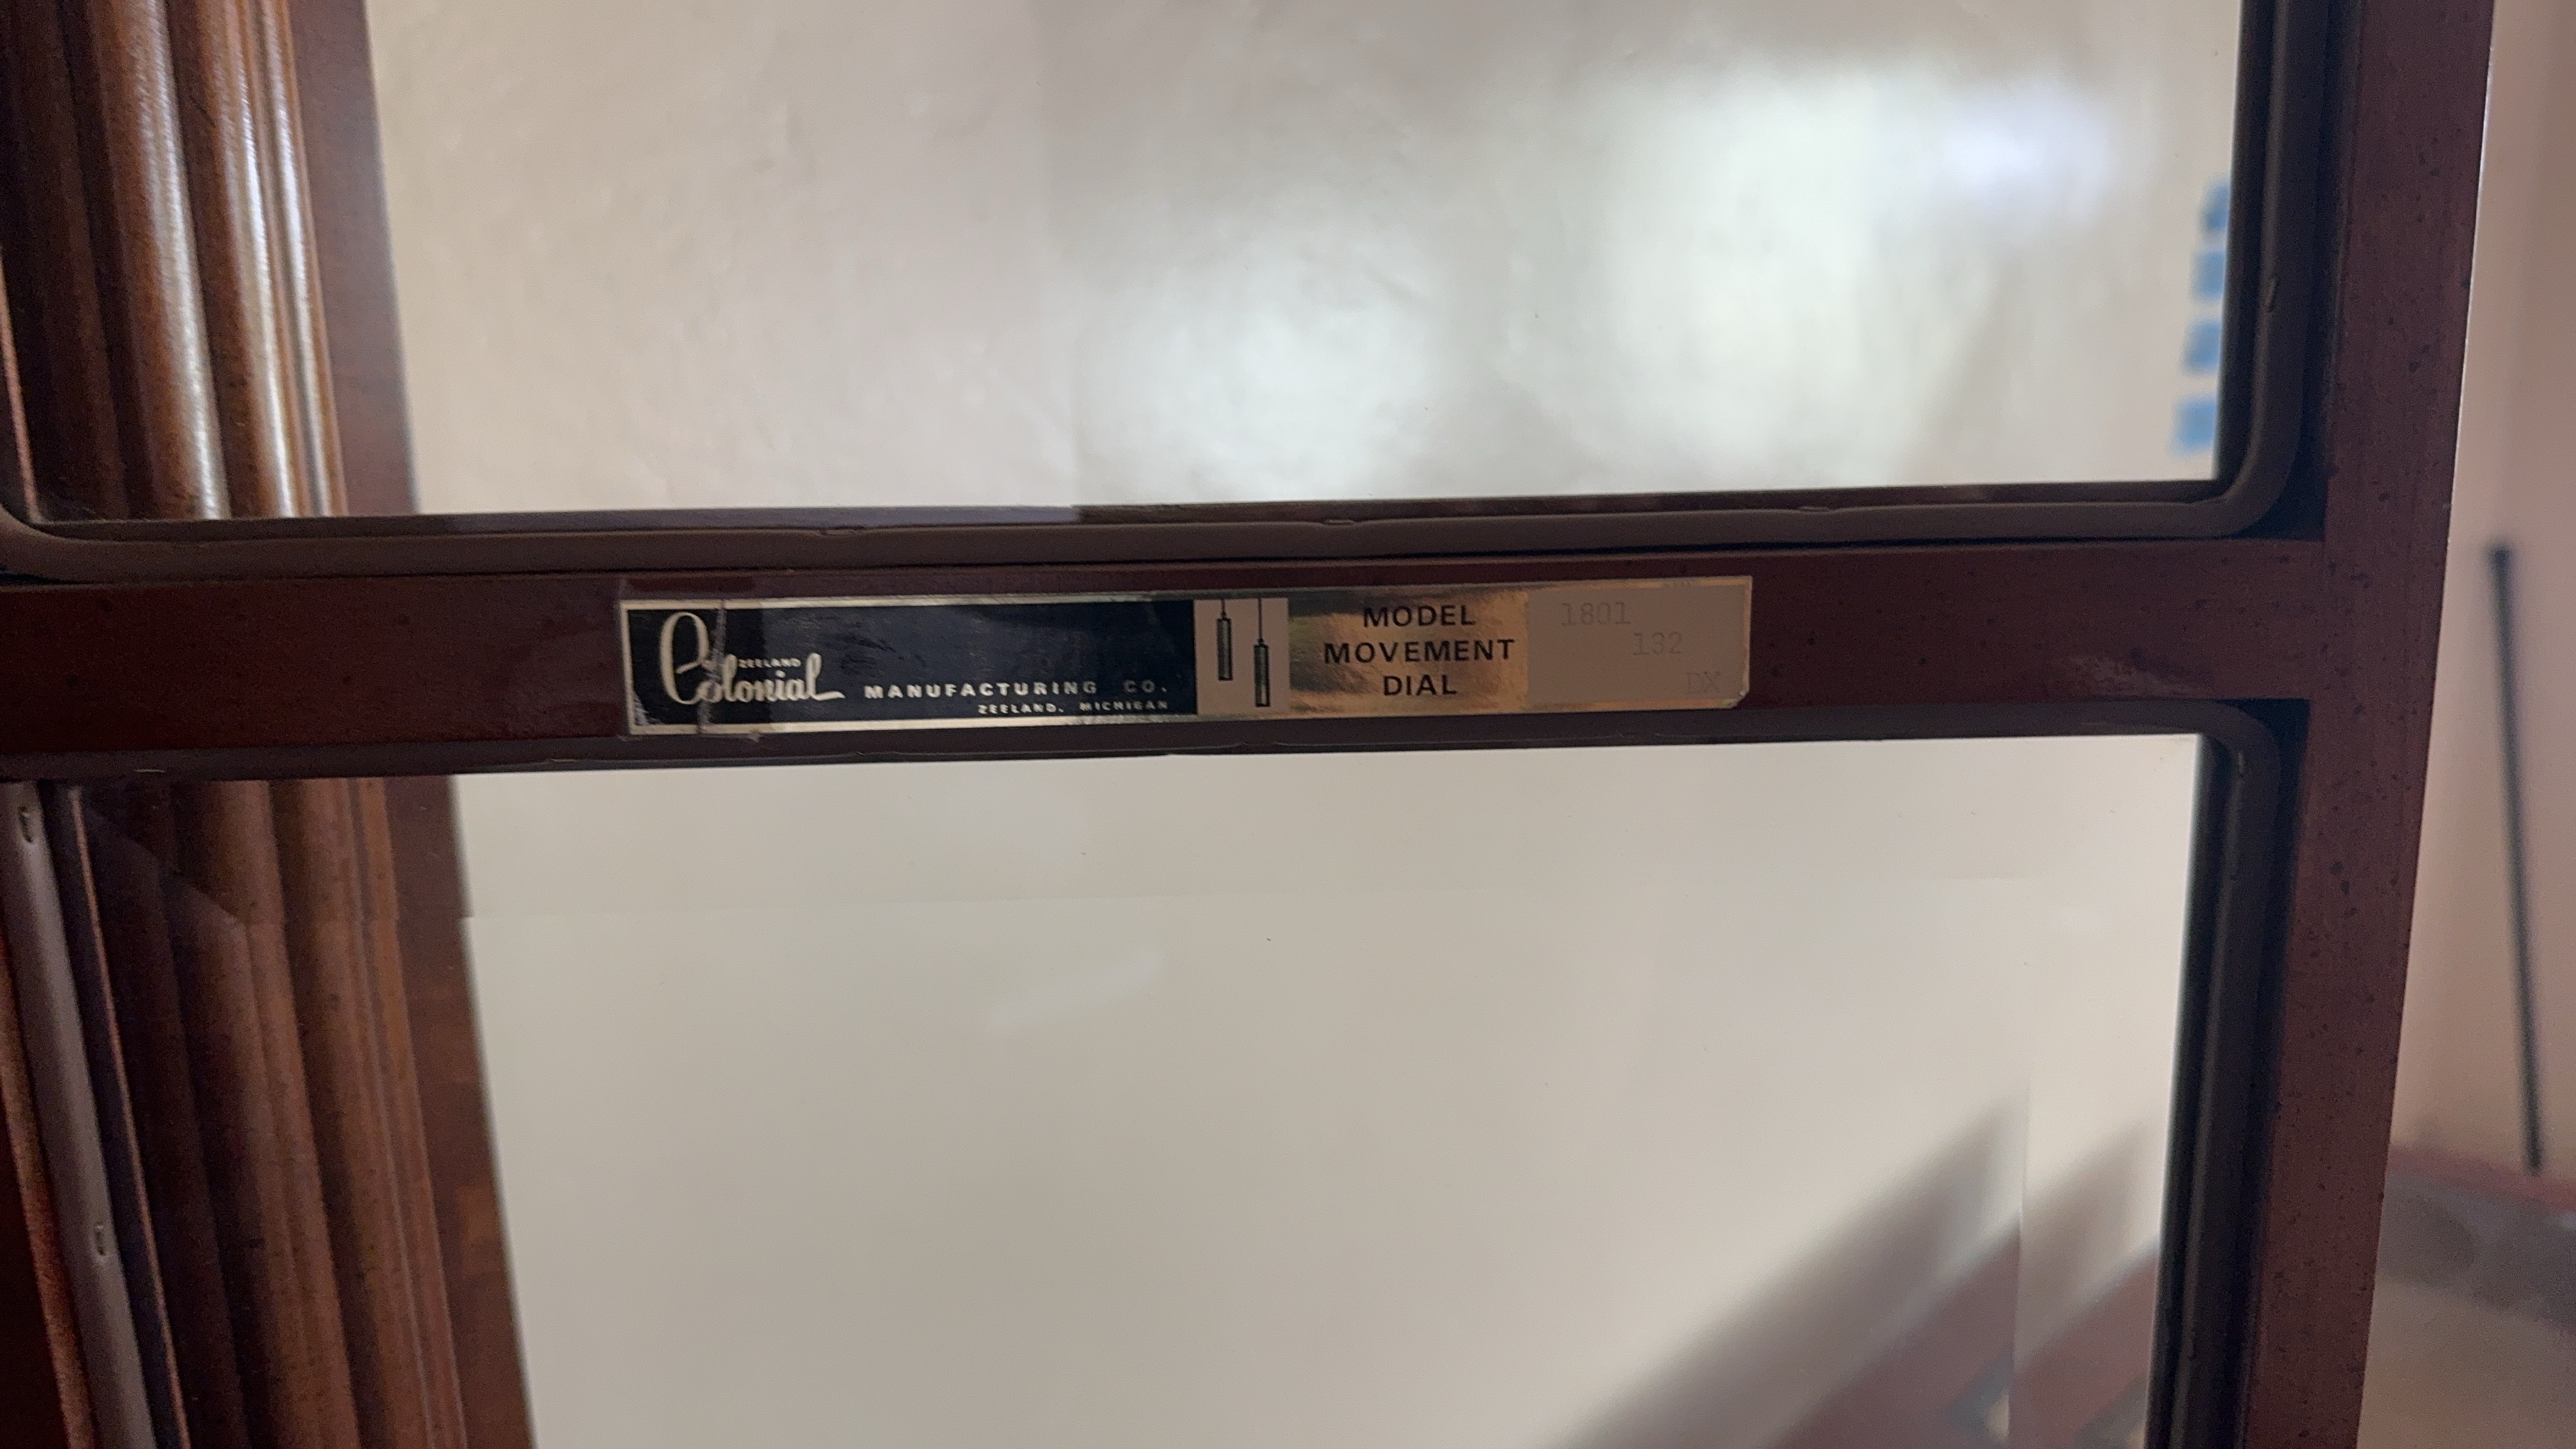 ZEELAND
Colonial MANUFACTURING CO.
ZEELAND, MICHIGAN
MODEL 1801
MOVEMENT 132
DIAL DX